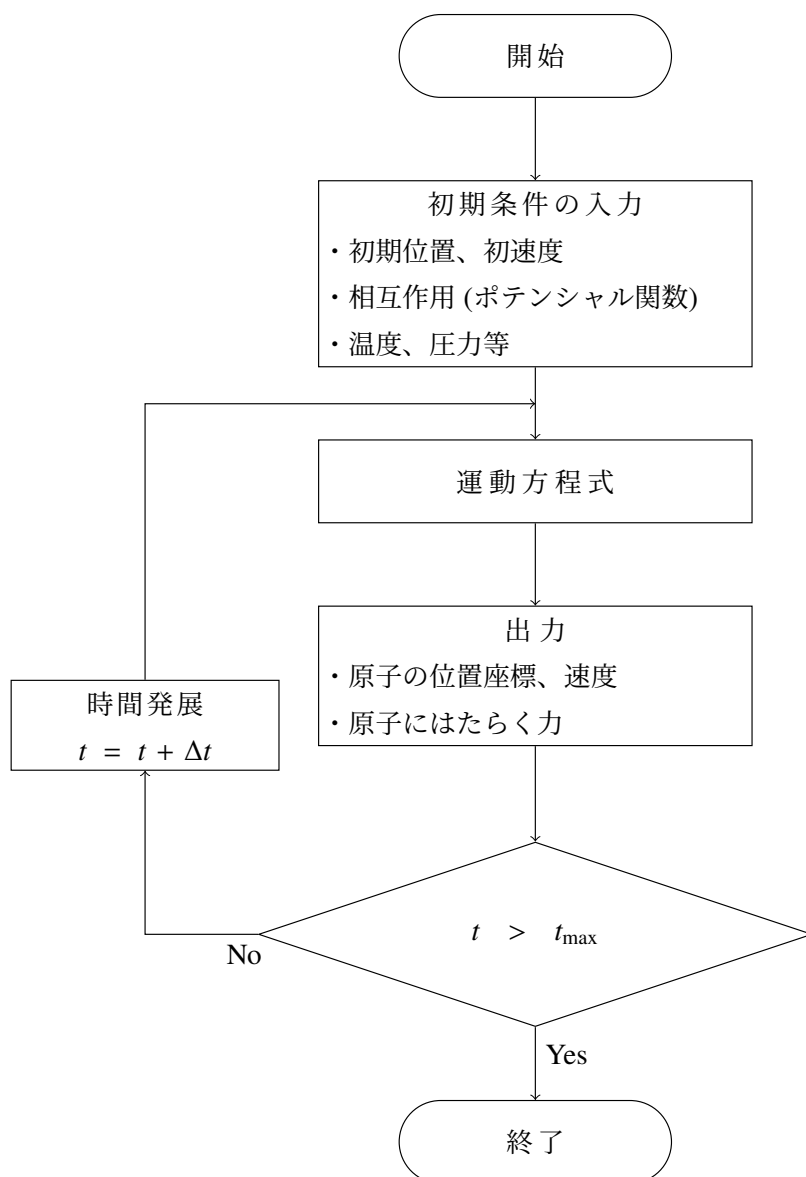 開始
初期条件の入力
・初期位置、初速度
・相互作用 (ポテンシャル関数)
・温度、圧力等
運動方程式
出力
・原子の位置座標、速度
・原子にはたらく力
時間発展
t = t + Δt
t > tmax
No
Yes
終了